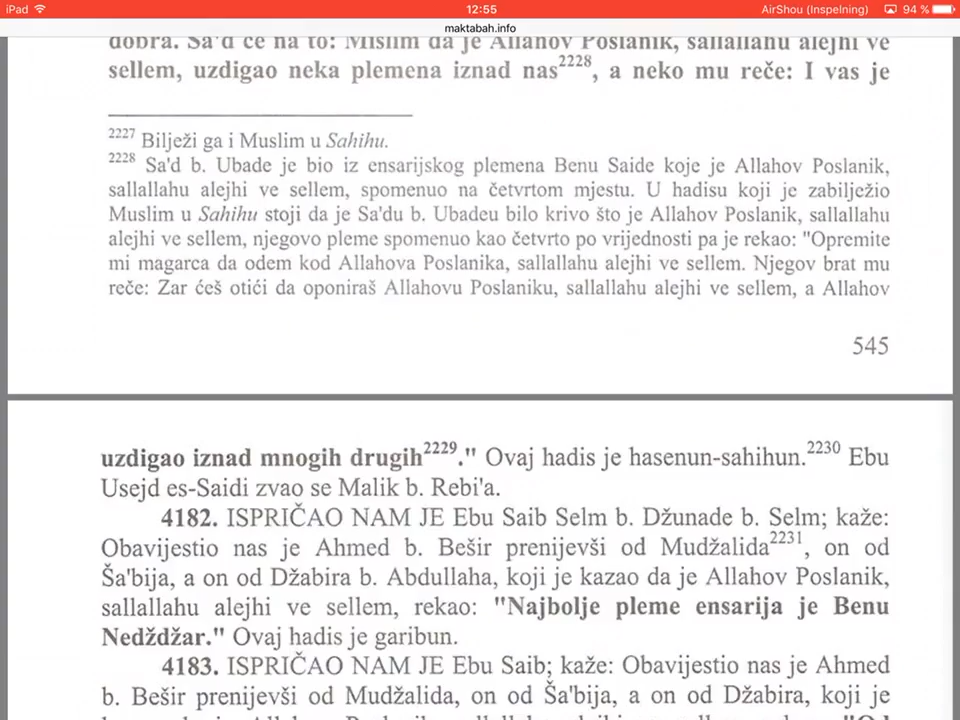 iPad 12:55 AirShou (Inspelning) 94 %
maktabah.info
dobra. Sa'd će na to: Mislim da je Allahov Poslanik, sallallahu alejhi ve
sellem, uzdigao neka plemena iznad nas2228, a neko mu reče: I vas je
2227 Bilježi ga i Muslim u Sahihu.
2228 Sa'd b. Ubade je bio iz ensarijskog plemena Benu Saide koje je Allahov Poslanik,
sallallahu alejhi ve sellem, spomenuo na četvrtom mjestu. U hadisu koji je zabilježio
Muslim u Sahihu stoji da je Sa'du b. Ubadeu bilo krivo što je Allahov Poslanik, sallallahu
alejhi ve sellem, njegovo pleme spomenuo kao četvrto po vrijednosti pa je rekao: "Opremite
mi magarca da odem kod Allahova Poslanika, sallallahu alejhi ve sellem. Njegov brat mu
reče: Zar ćeš otići da oponiraš Allahovu Poslaniku, sallallahu alejhi ve sellem, a Allahov
545
uzdigao iznad mnogih drugih2229." Ovaj hadis je hasenun-sahihun.2230 Ebu
Usejd es-Saidi zvao se Malik b. Rebi'a.
4182. ISPRIČAO NAM JE Ebu Saib Selm b. Džunade b. Selm; kaže:
Obavijestio nas je Ahmed b. Bešir prenijevši od Mudžalida2231, on od
Ša'bija, a on od Džabira b. Abdullaha, koji je kazao da je Allahov Poslanik,
sallallahu alejhi ve sellem, rekao: "Najbolje pleme ensarija je Benu
Nedždžar." Ovaj hadis je garibun.
4183. ISPRIČAO NAM JE Ebu Saib; kaže: Obavijestio nas je Ahmed
b. Bešir prenijevši od Mudžalida, on od Ša'bija, a on od Džabira, koji je